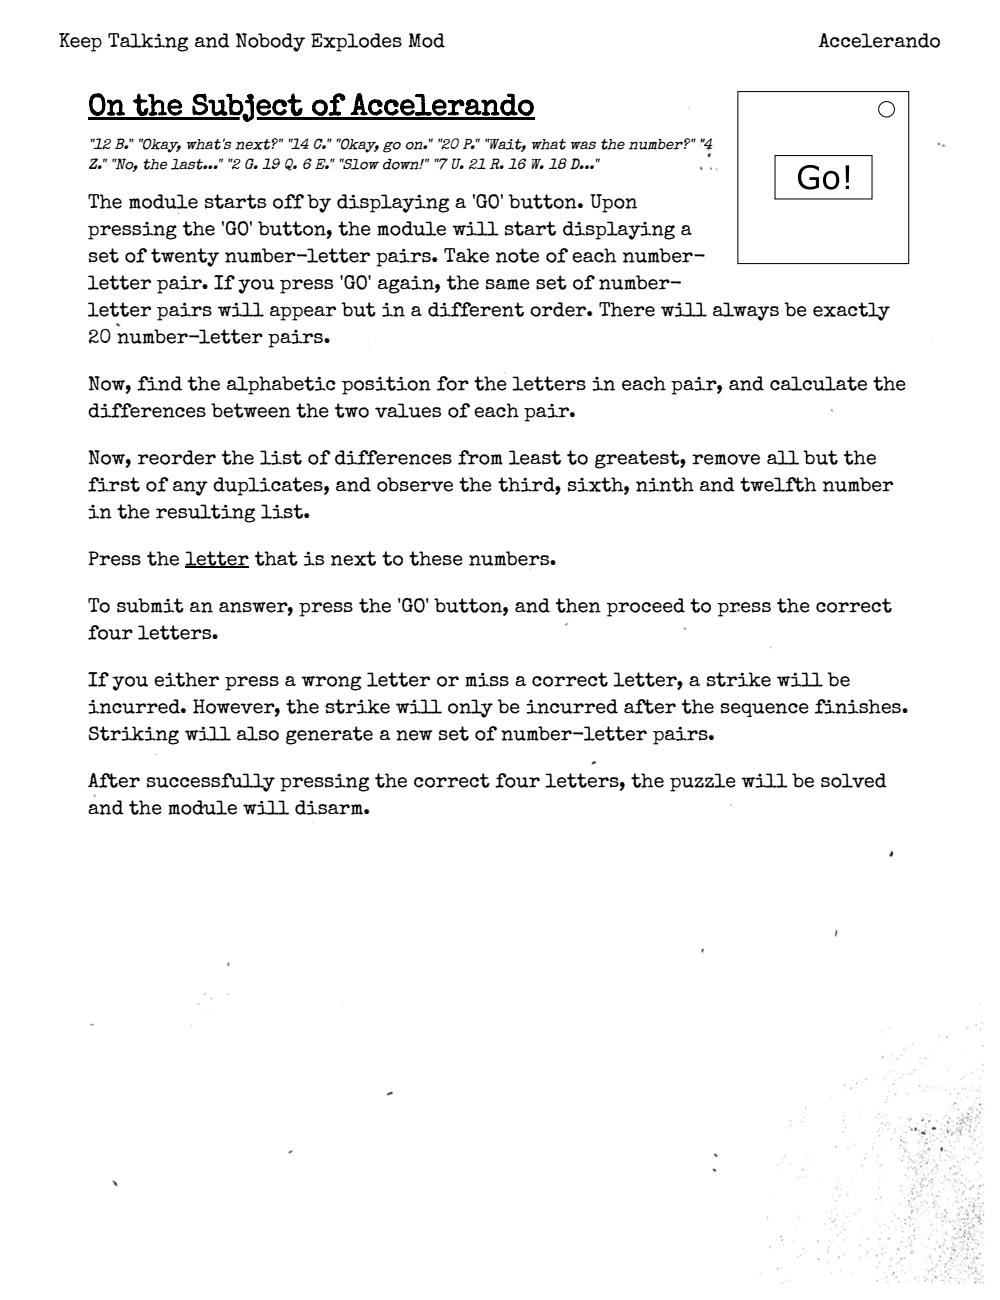 Keep Talking and Nobody Explodes Mod
Accelerando
On the Subject of Accelerando
"12 B." "Okay, what's next?" "14 C." "Okay, go on." "20 P." "Wait, what was the number?" "4
Z." "No, the last..." "2 G. 19 Q. 6 E." "Slow down!" "7 U. 21 R. 16 W. 18 D..."
Go!
The module starts off by displaying a 'GO' button. Upon
pressing the 'GO' button, the module will start displaying a
set of twenty number-letter pairs. Take note of each number-
letter pair. If you press 'GO' again, the same set of number-
letter pairs will appear but in a different order. There will always be exactly
20 number-letter pairs.
Now, find the alphabetic position for the letters in each pair, and calculate the
differences between the two values of each pair.
Now, reorder the list of differences from least to greatest, remove all but the
first of any duplicates, and observe the third, sixth, ninth and twelfth number
in the resulting list.
Press the letter that is next to these numbers.
To submit an answer, press the 'GO' button, and then proceed to press the correct
four letters.
If you either press a wrong letter or miss a correct letter, a strike will be
incurred. However, the strike will only be incurred after the sequence finishes.
Striking will also generate a new set of number-letter pairs.
After successfully pressing the correct four letters, the puzzle will be solved
and the module will disarm.